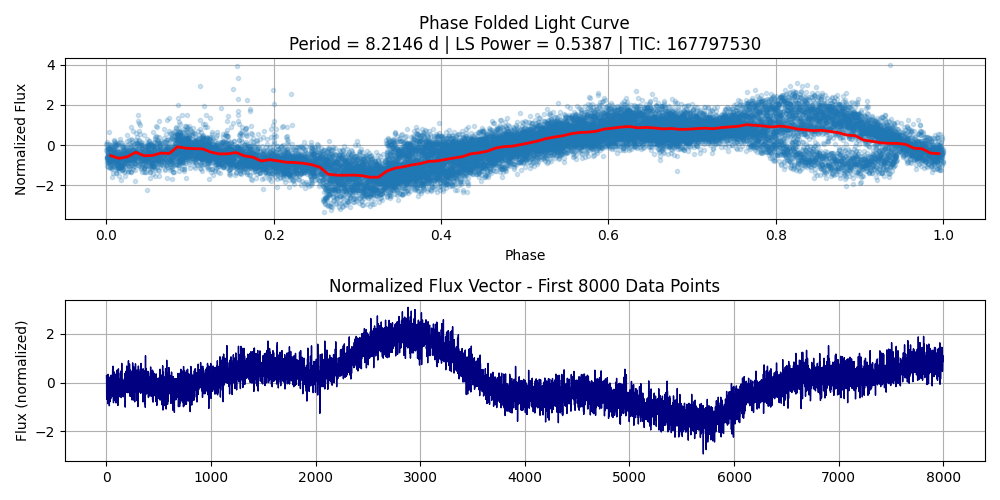 Phase Folded Light Curve
Period = 8.2146 d | LS Power = 0.5387 | TIC: 167797530
Normalized Flux
4
2
0
−2
0.0 0.2 0.4 0.6 0.8 1.0
Phase
Normalized Flux Vector - First 8000 Data Points
Flux (normalized)
2
0
−2
0 1000 2000 3000 4000 5000 6000 7000 8000